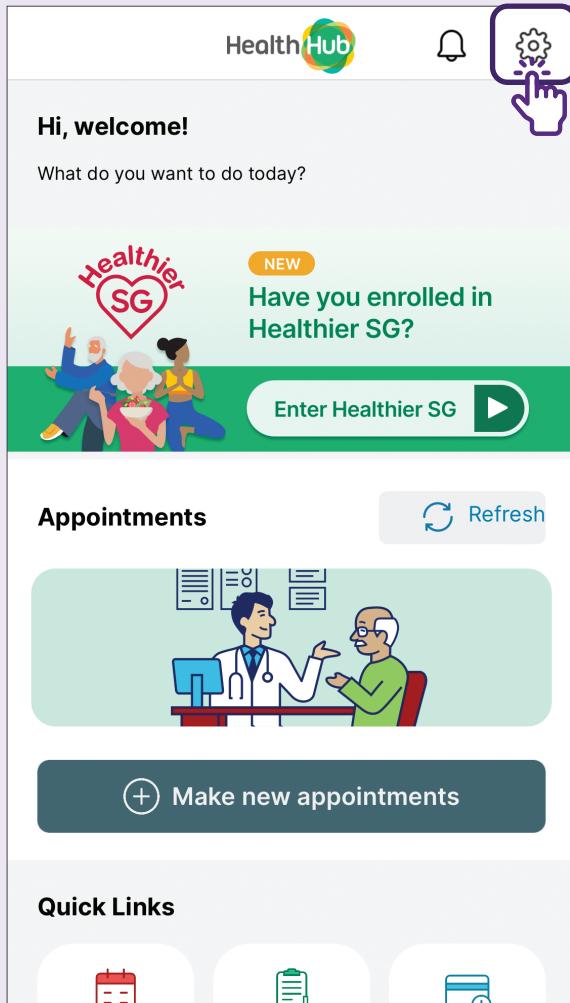 HealthHub
Hi, welcome!
What do you want to do today?
Healthier
SG
NEW
Have you enrolled in
Healthier SG?
Enter Healthier SG
Appointments
Refresh
Make new appointments
Quick Links